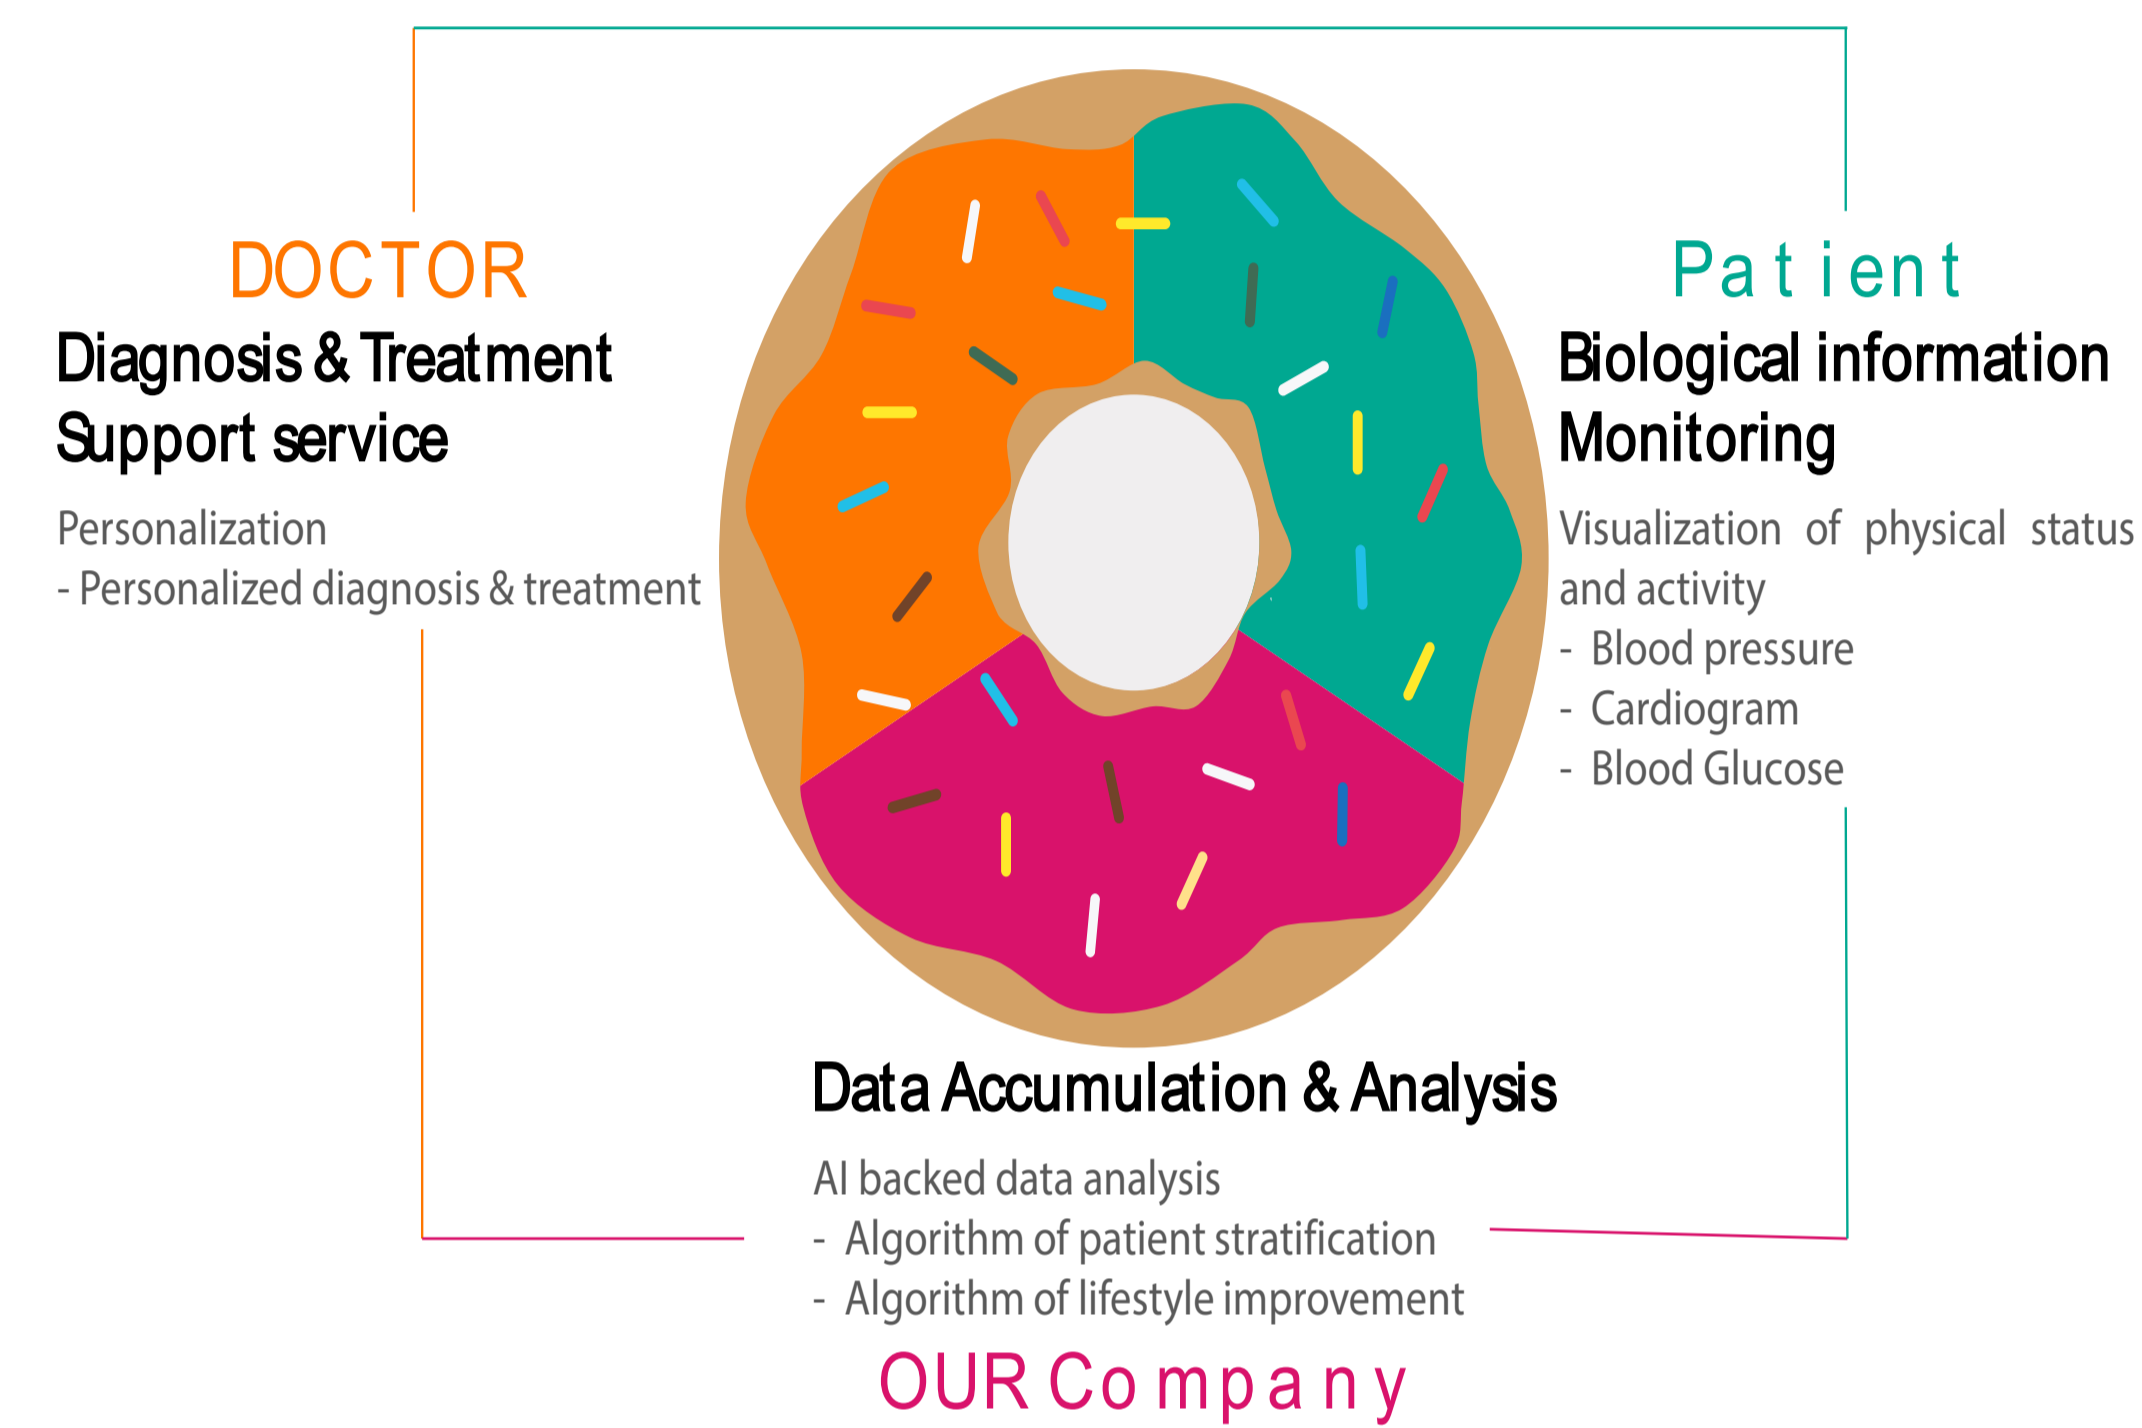 DOCTOR
Diagnosis & Treatment
Support service
Personalization
- Personalized diagnosis & treatment
Patient
Biological information
Monitoring
Visualization of physical status
and activity
- Blood pressure
- Cardiogram
- Blood Glucose
Data Accumulation & Analysis
AI backed data analysis
- Algorithm of patient stratification
- Algorithm of lifestyle improvement
OUR Company